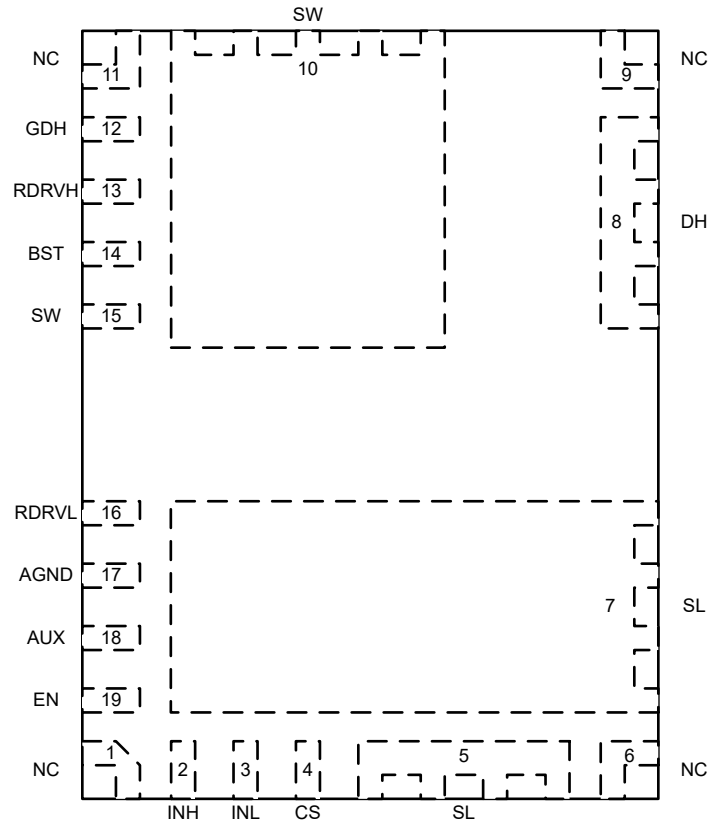 SW
NC 11 10 9 NC
GDH 12
RDRVH 13 8 DH
BST 14
SW 15
RDRVL 16
AGND 17
7 SL
AUX 18
EN 19
NC 1 2 3 4 5 6 NC
INH INL CS SL